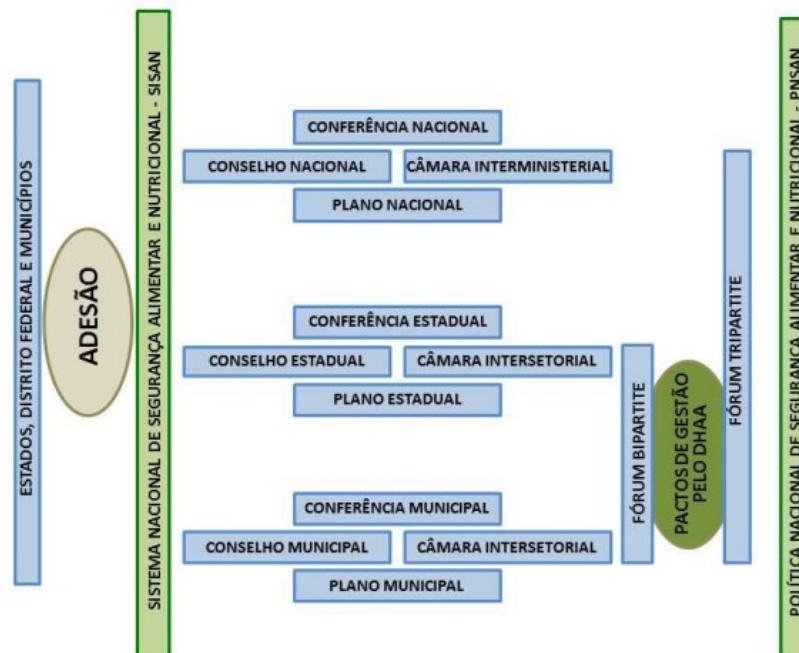 ESTADOS, DISTRITO FEDERAL E MUNICÍPIOS
ADESÃO
SISTEMA NACIONAL DE SEGURANÇA ALIMENTAR E NUTRICIONAL - SISAN
CONFERÊNCIA NACIONAL
CONSELHO NACIONAL
CÂMARA INTERMINISTERIAL
PLANO NACIONAL
CONFERÊNCIA ESTADUAL
CONSELHO ESTADUAL
CÂMARA INTERSETORIAL
PLANO ESTADUAL
CONFERÊNCIA MUNICIPAL
CONSELHO MUNICIPAL
CÂMARA INTERSETORIAL
PLANO MUNICIPAL
FÓRUM BIPARTITE
PACTOS DE GESTÃO
PELO DHAA
FÓRUM TRIPARTITE
POLÍTICA NACIONAL DE SEGURANÇA ALIMENTAR E NUTRICIONAL - PNSAN